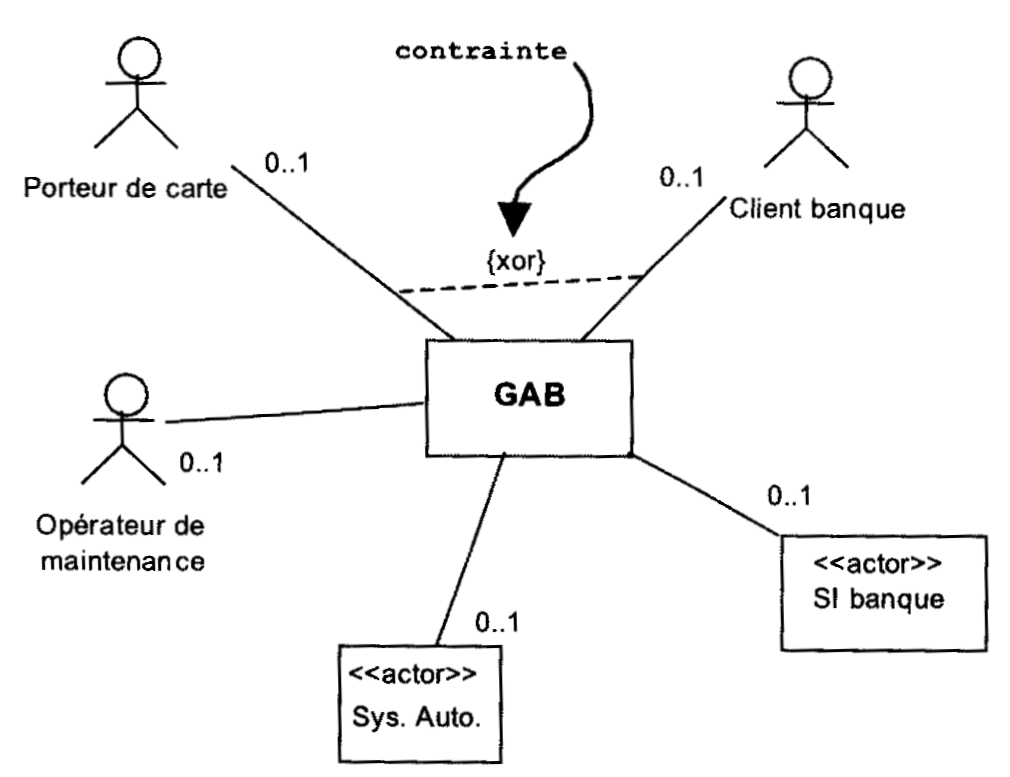 contrainte
0..1
Porteur de carte
0..1
Client banque
{xor}
GAB
0..1
Opérateur de
maintenance
0..1
<<actor>>
SI banque
0..1
<<actor>>
Sys. Auto.